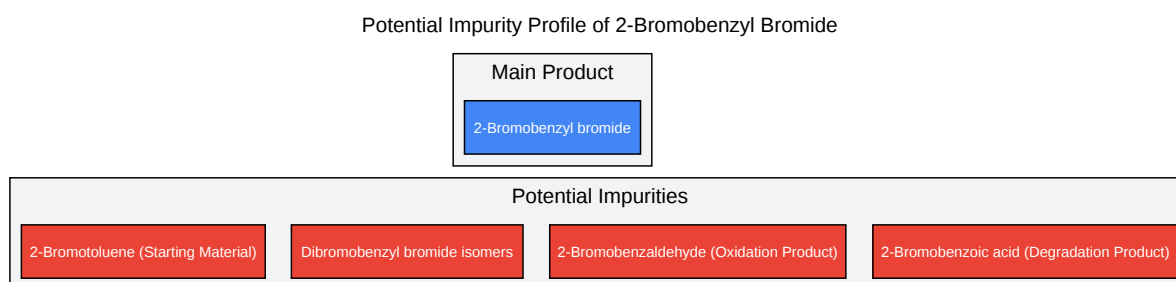 Potential Impurity Profile of 2-Bromobenzyl Bromide
Main Product
2-Bromobenzyl bromide
Potential Impurities
2-Bromotoluene (Starting Material)
Dibromobenzyl bromide isomers
2-Bromobenzaldehyde (Oxidation Product)
2-Bromobenzoic acid (Degradation Product)